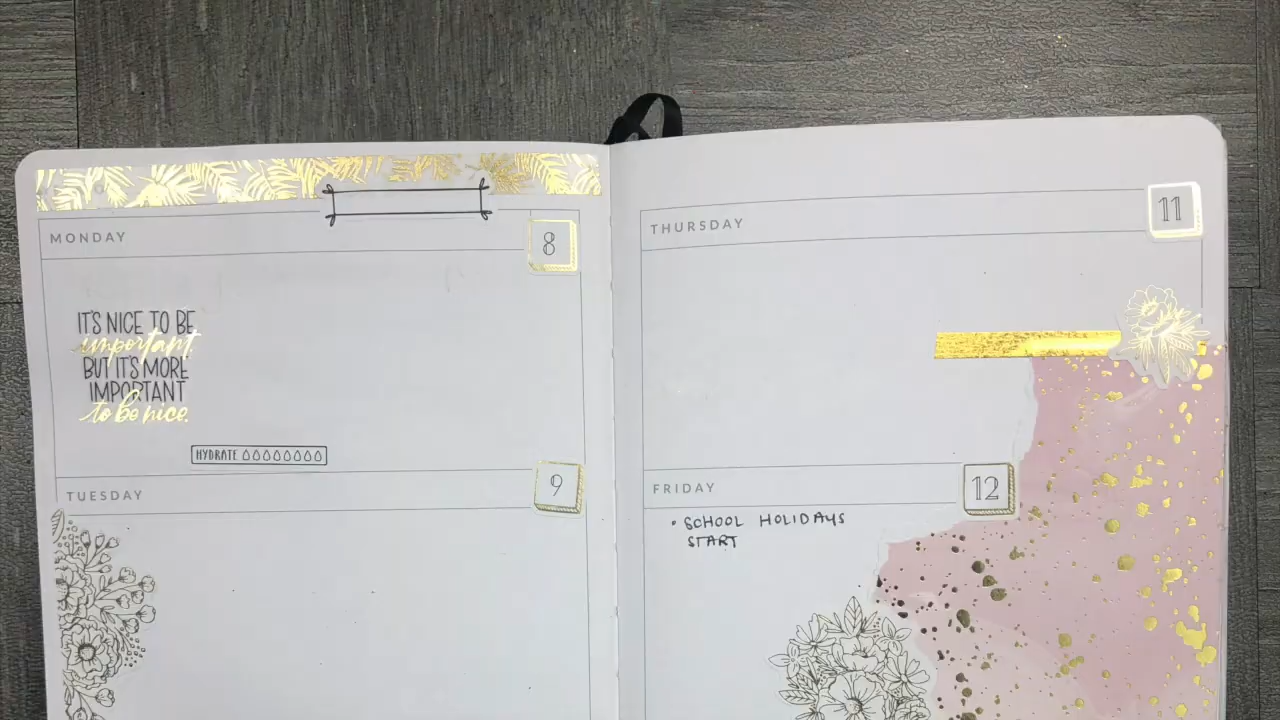 MONDAY
8
IT'S NICE TO BE
important
BUT IT'S MORE
IMPORTANT
to be nice.
HYDRATE
TUESDAY
9
THURSDAY
11
FRIDAY
12
• SCHOOL HOLIDAYS
START